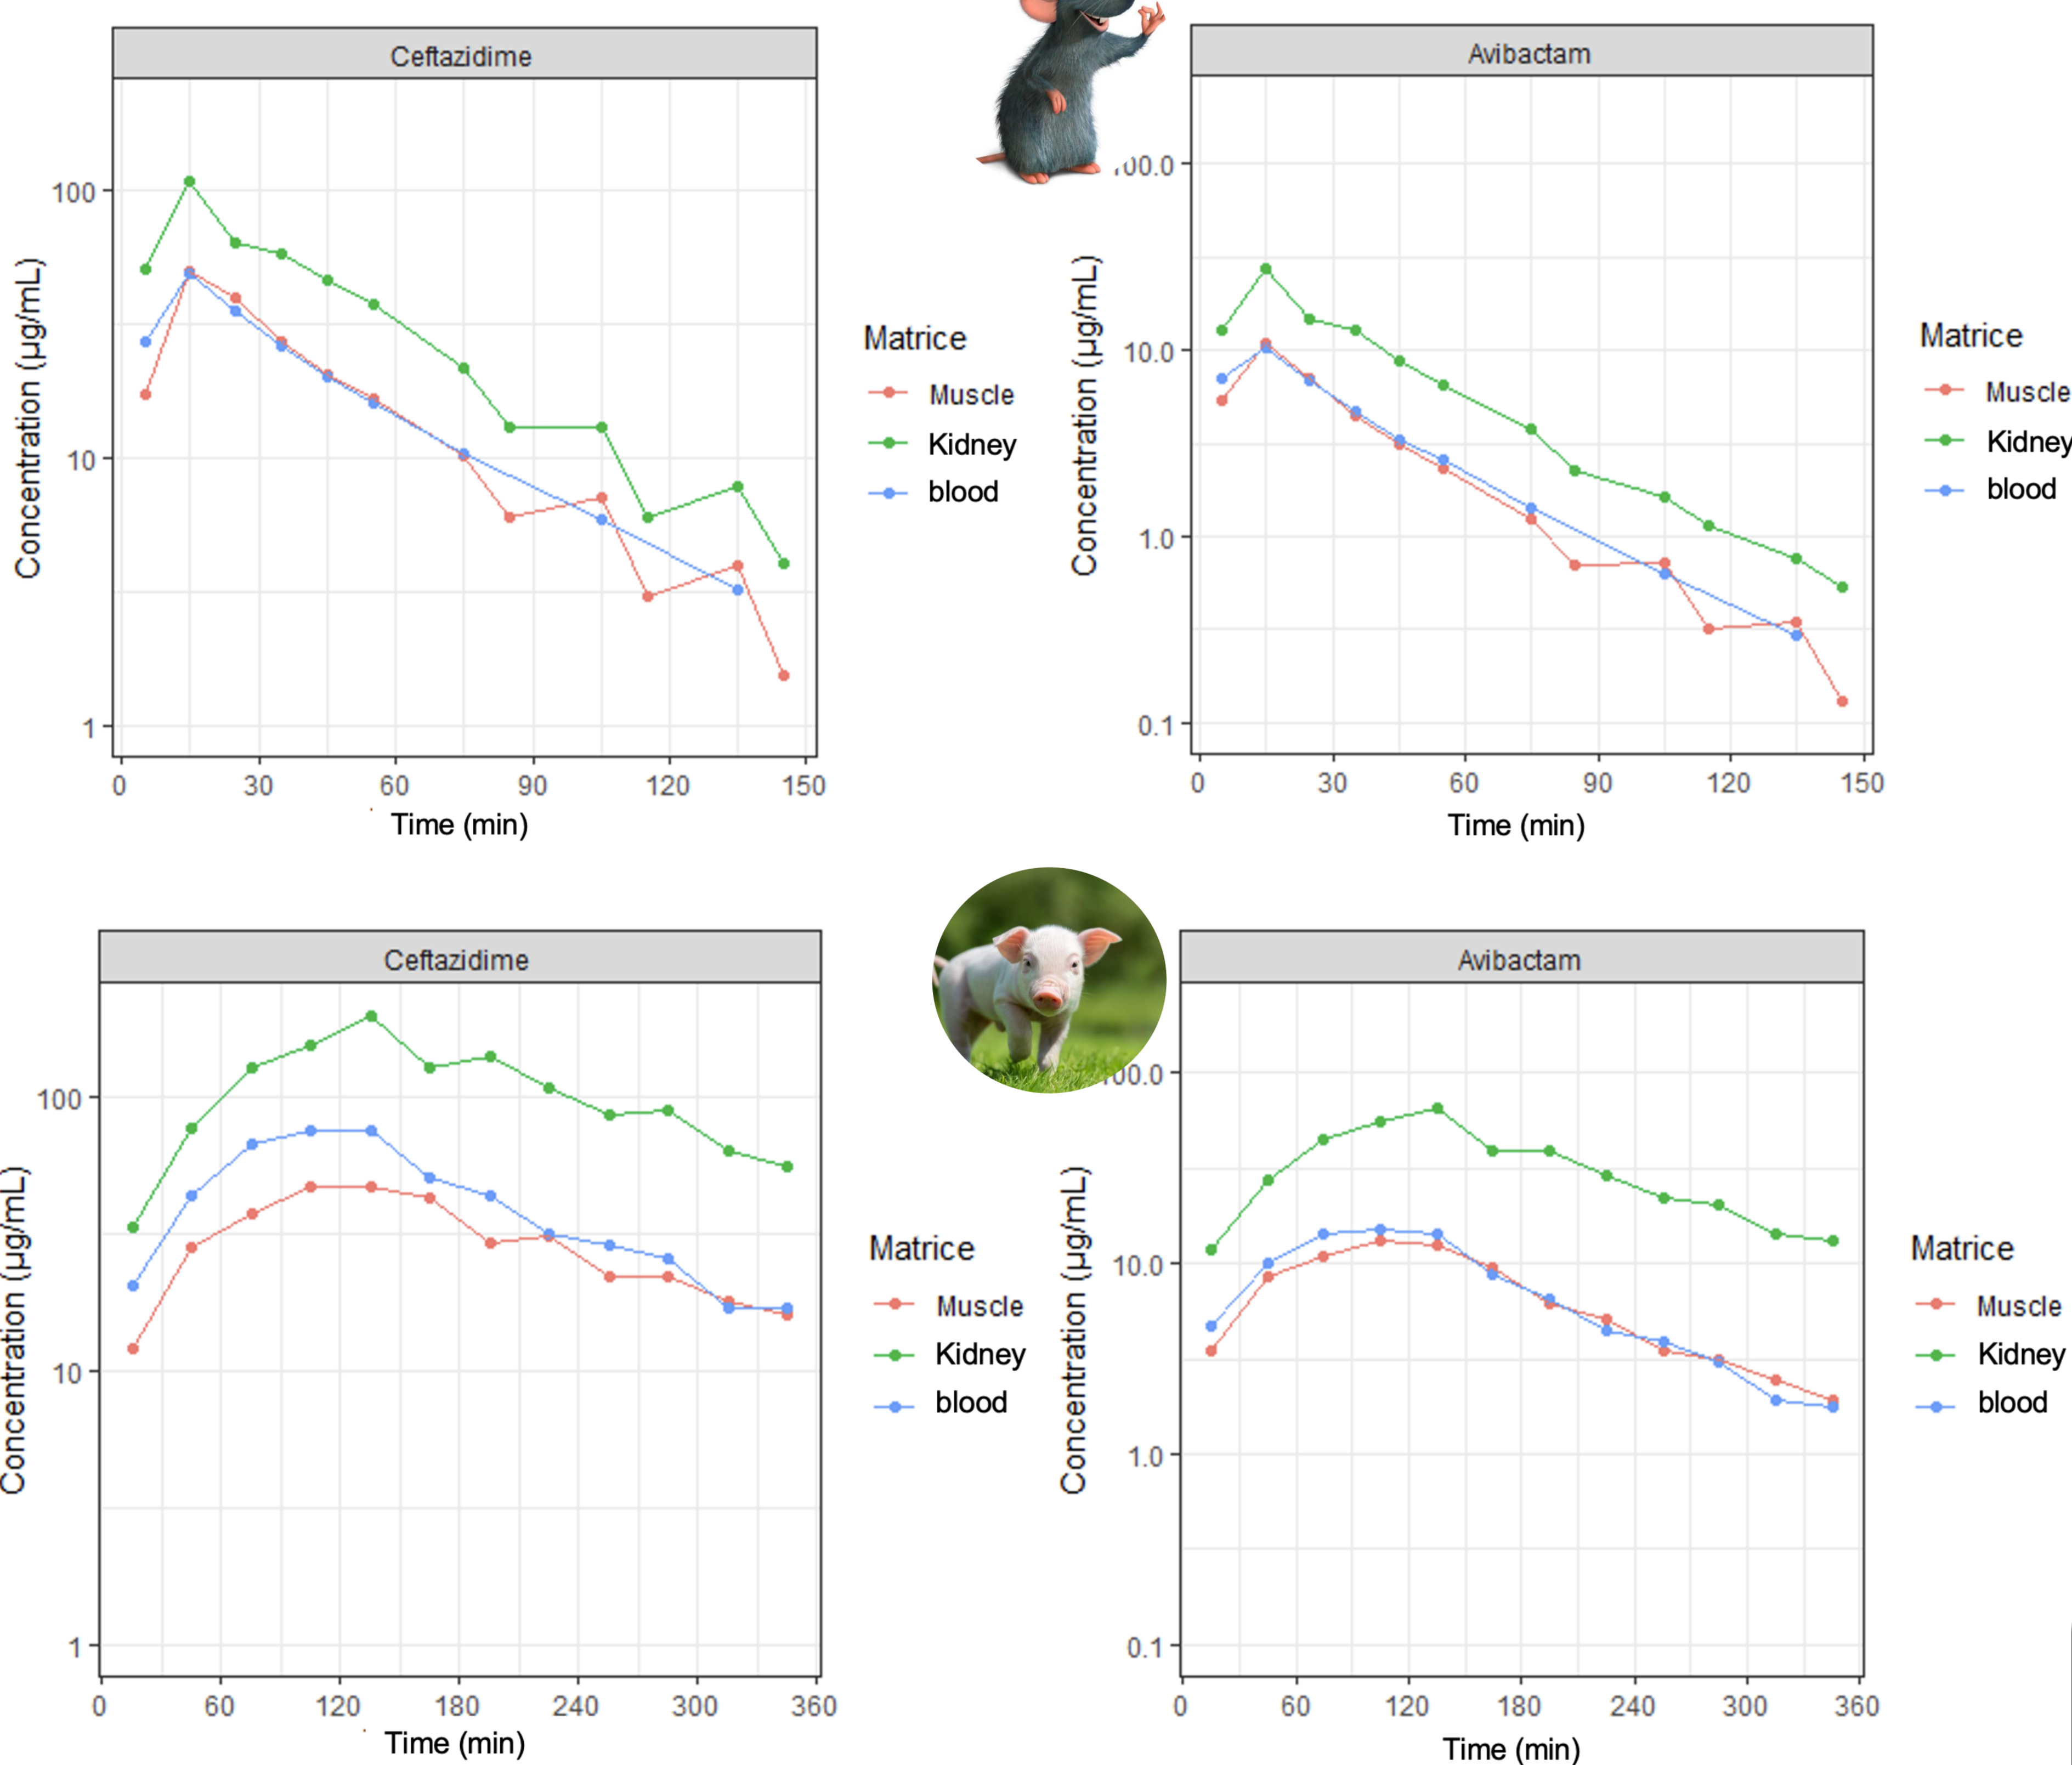 Ceftazidime
Concentration (µg/mL)
100
10
1
0 30 60 90 120 150
Time (min)
Matrice
Muscle
Kidney
blood
Avibactam
Concentration (µg/mL)
00.0
10.0
1.0
0.1
0 30 60 90 120 150
Time (min)
Matrice
Muscle
Kidney
blood
Ceftazidime
Concentration (µg/mL)
100
10
1
0 60 120 180 240 300 360
Time (min)
Matrice
Muscle
Kidney
blood
Avibactam
Concentration (µg/mL)
00.0
10.0
1.0
0.1
0 60 120 180 240 300 360
Time (min)
Matrice
Muscle
Kidney
blood